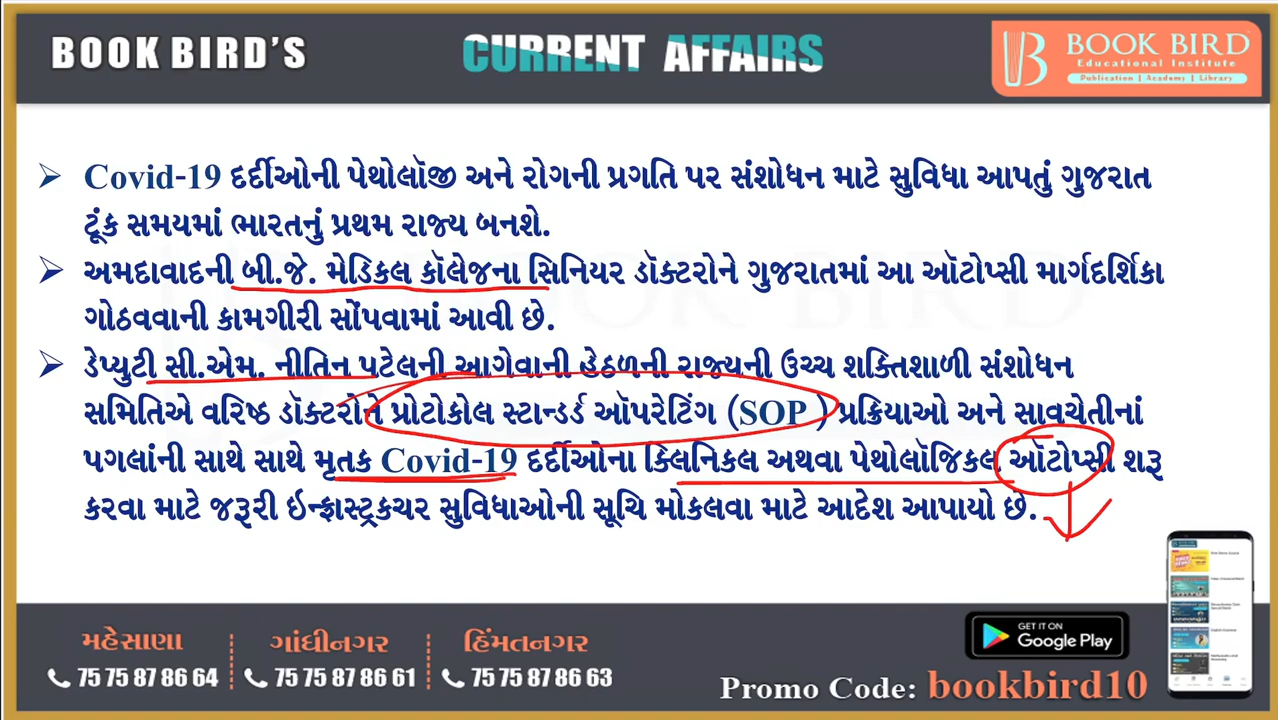 BOOK BIRD'S
CURRENT AFFAIRS
BOOK BIRD
Educational Institute
Publication | Academy | Library
Covid-19 દર્દીઓની પેથોલૉજી અને રોગની પ્રગતિ પર સંશોધન માટે સુવિધા આપતું ગુજરાત
ટૂંક સમયમાં ભારતનું પ્રથમ રાજ્ય બનશે.
અમદાવાદની બી.જે. મેડિકલ કૉલેજના સિનિયર ડૉક્ટરોને ગુજરાતમાં આ ઑટોપ્સી માર્ગદર્શિકા
ગોઠવવાની કામગીરી સોંપવામાં આવી છે.
ડેપ્યુટી સી.એમ. નીતિન પટેલની આગેવાની હેઠળની રાજ્યની ઉચ્ચ શક્તિશાળી સંશોધન
સમિતિએ વરિષ્ઠ ડૉક્ટરોને પ્રોટોકોલ સ્ટાન્ડર્ડ ઑપરેટિંગ (SOP ) પ્રક્રિયાઓ અને સાવચેતીનાં
પગલાંની સાથે સાથે મૃતક Covid-19 દર્દીઓના ક્લિનિકલ અથવા પેથોલૉજિકલ ઑટોપ્સી શરૂ
કરવા માટે જરૂરી ઇન્ફ્રાસ્ટ્રક્ચર સુવિધાઓની સૂચિ મોકલવા માટે આદેશ આપાયો છે.
મહેસાણા
75 75 87 86 64
ગાંધીનગર
75 75 87 86 61
હિંમતનગર
75 75 87 86 63
GET IT ON
Google Play
Promo Code: bookbird10